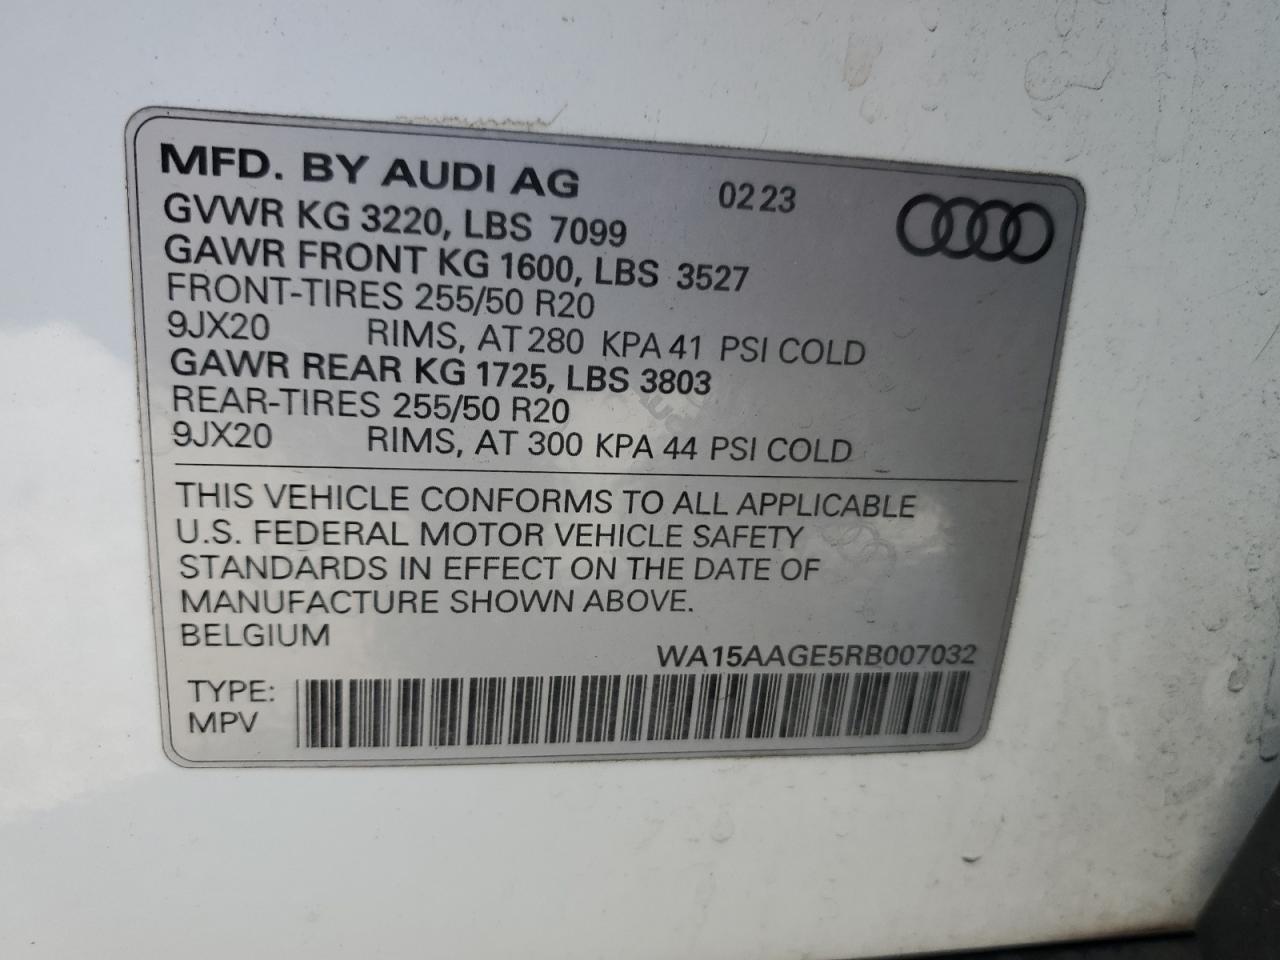 MFD. BY AUDI AG 02 23
GVWR KG 3220, LBS 7099
GAWR FRONT KG 1600, LBS 3527
FRONT-TIRES 255/50 R20
9JX20 RIMS, AT 280 KPA 41 PSI COLD
GAWR REAR KG 1725, LBS 3803
REAR-TIRES 255/50 R20
9JX20 RIMS, AT 300 KPA 44 PSI COLD
THIS VEHICLE CONFORMS TO ALL APPLICABLE
U.S. FEDERAL MOTOR VEHICLE SAFETY
STANDARDS IN EFFECT ON THE DATE OF
MANUFACTURE SHOWN ABOVE.
BELGIUM
WA15AAGE5RB007032
TYPE:
MPV